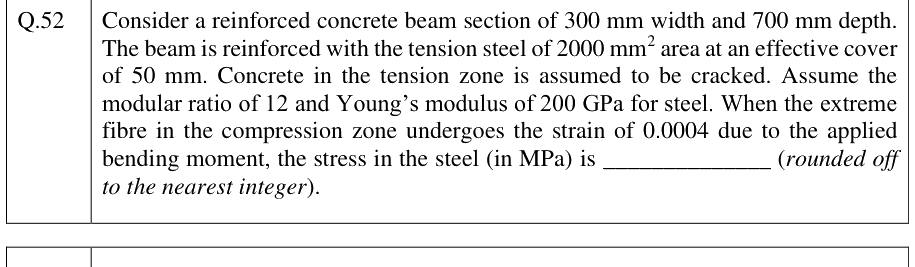 Q.52 Consider a reinforced concrete beam section of 300 mm width and 700 mm depth.
The beam is reinforced with the tension steel of 2000 mm² area at an effective cover
of 50 mm. Concrete in the tension zone is assumed to be cracked. Assume the
modular ratio of 12 and Young’s modulus of 200 GPa for steel. When the extreme
fibre in the compression zone undergoes the strain of 0.0004 due to the applied
bending moment, the stress in the steel (in MPa) is ______________ (rounded off
to the nearest integer).